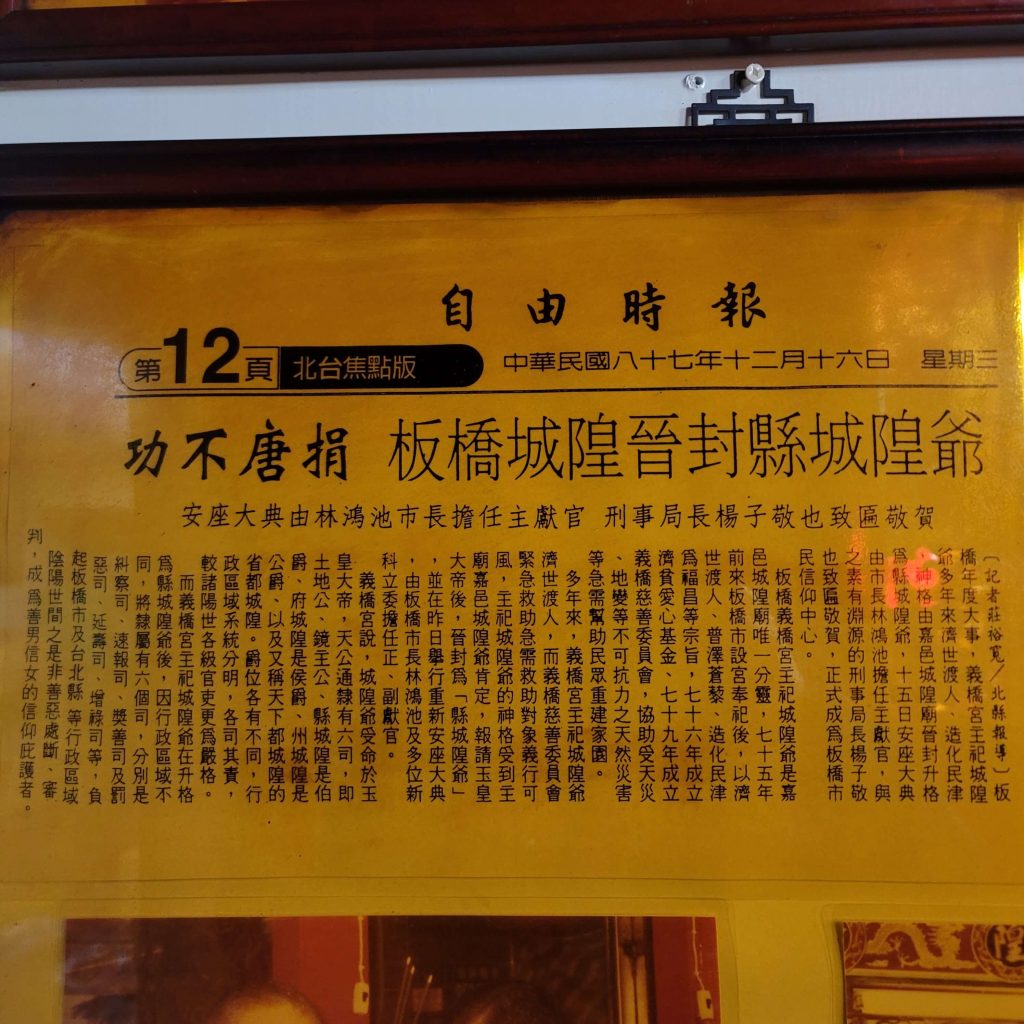 自由時報
第12頁 北台焦點版 中華民國八十七年十二月十六日 星期三
功不唐捐 板橋城隍晉封縣城隍爺
安座大典由林鴻池市長擔任主獻官 刑事局長楊子敬也致匾敬賀
〔記者莊裕寬／北縣報導〕板
橋年度大事，義橋宮主祀城隍
爺多年來濟世渡人、造化民津
，神格由嘉邑城隍廟晉封升格
為縣城隍爺，十五日安座大典
由市長林鴻池擔任主獻官，與
之素有淵源的刑事局長楊子敬
也致匾敬賀，正式成為板橋市
民信仰中心。
板橋義橋宮主祀城隍爺是嘉
邑城隍廟唯一分靈，七十五年
前來板橋市設宮奉祀後，以濟
世渡人、普澤蒼藜、造化民津
為福昌等宗旨，七十六年成立
濟貧愛心基金、七十九年成立
義橋慈善委員會，協助受天災
、地變等不可抗力之天然災害
等急需幫助民眾重建家園。
多年來，義橋宮主祀城隍爺
濟世渡人，而義橋慈善委員會
緊急救助急需救助對象義行可
風，主祀城隍爺的神格受到主
廟嘉邑城隍爺肯定，報請玉皇
大帝後，晉封為「縣城隍爺」
，並在昨日舉行重新安座大典
，由板橋市長林鴻池及多位新
科立委擔任正、副獻官。
義橋宮說，城隍爺受命於玉
皇大帝，天公通隸有六司，即
土地公、鏡主公、縣城隍是伯
爵、府城隍是侯爵、州城隍是
公爵、以及又稱天下都城隍的
省都城隍。爵位各有不同，行
政區域系統分明，各司其責，
較諸陽世各級官吏更為嚴格。
而義橋宮主祀城隍爺在升格
為縣城隍爺後，因行政區域不
同，將隸屬有六個司，分別是
糾察司、速報司、獎善司及罰
惡司、延壽司、增祿司等，負
起板橋市及台北縣等行政區域
陰陽世間之是非善惡處斷、審
判，成為善男信女的信仰庇護者。